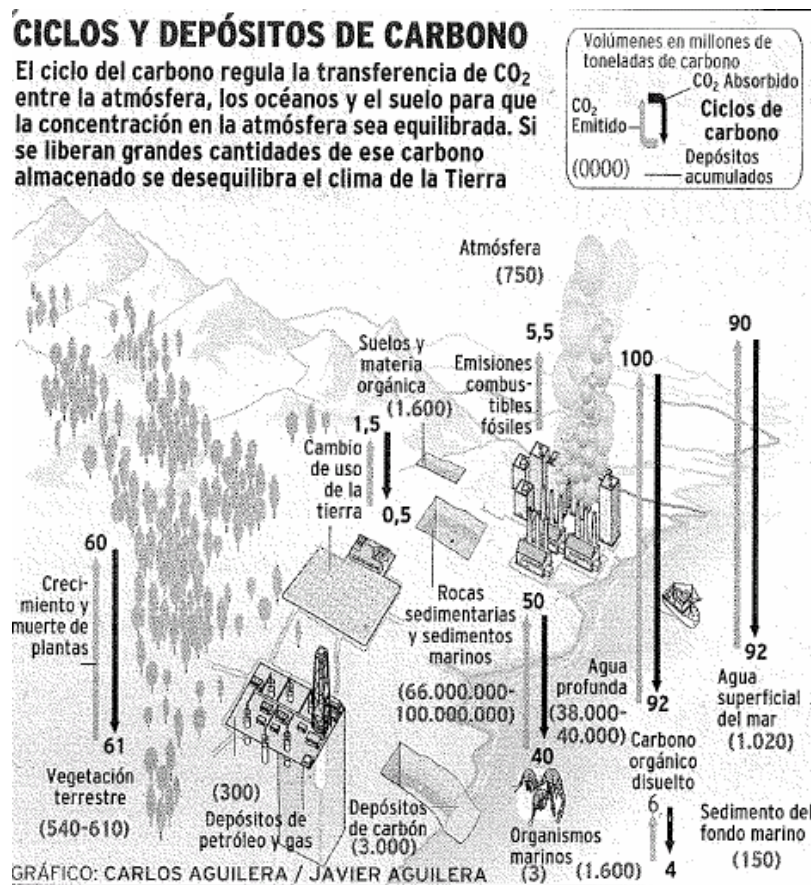 CICLOS Y DEPÓSITOS DE CARBONO
El ciclo del carbono regula la transferencia de CO₂
entre la atmósfera, los océanos y el suelo para que
la concentración en la atmósfera sea equilibrada. Si
se liberan grandes cantidades de ese carbono
almacenado se desequilibra el clima de la Tierra
Volúmenes en millones de
toneladas de carbono
CO₂ Absorbido
CO₂
Emitido
Ciclos de
carbono
(0000)
Depósitos
acumulados
Atmósfera
(750)
5,5
Emisiones
combus-
tibles
fósiles
Suelos y
materia
orgánica
(1.600)
1,5
Cambio
de uso
de la
tierra
0,5
100
90
60
Creci-
miento y
muerte de
plantas
61
Vegetación
terrestre
(540-610)
Rocas
sedimentarias
y sedimentos
marinos
(66.000.000-
100.000.000)
50
40
Organismos
marinos
(3)
Agua
profunda
(38.000-
40.000)
92
Carbono
orgánico
disuelto
6
4
(1.600)
92
Agua
superficial
del mar
(1.020)
Sedimento del
fondo marino
(150)
(300)
Depósitos de
petróleo y gas
Depósitos
de carbón
(3.000)
GRÁFICO: CARLOS AGUILERA / JAVIER AGUILERA